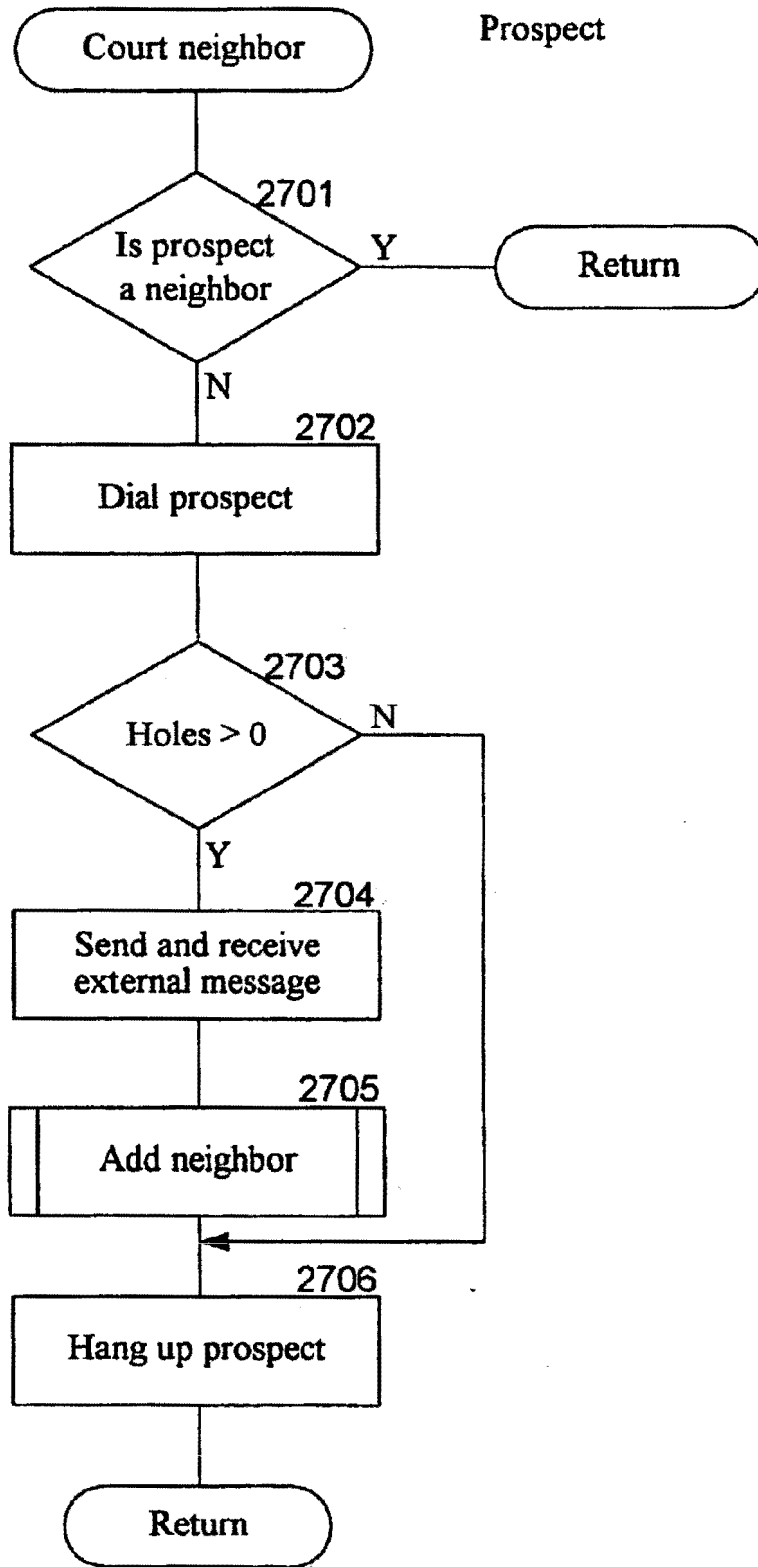 Court neighbor
Prospect
2701
Is prospect
a neighbor
Y
Return
N
2702
Dial prospect
2703
Holes > 0
N
Y
2704
Send and receive
external message
2705
Add neighbor
2706
Hang up prospect
Return